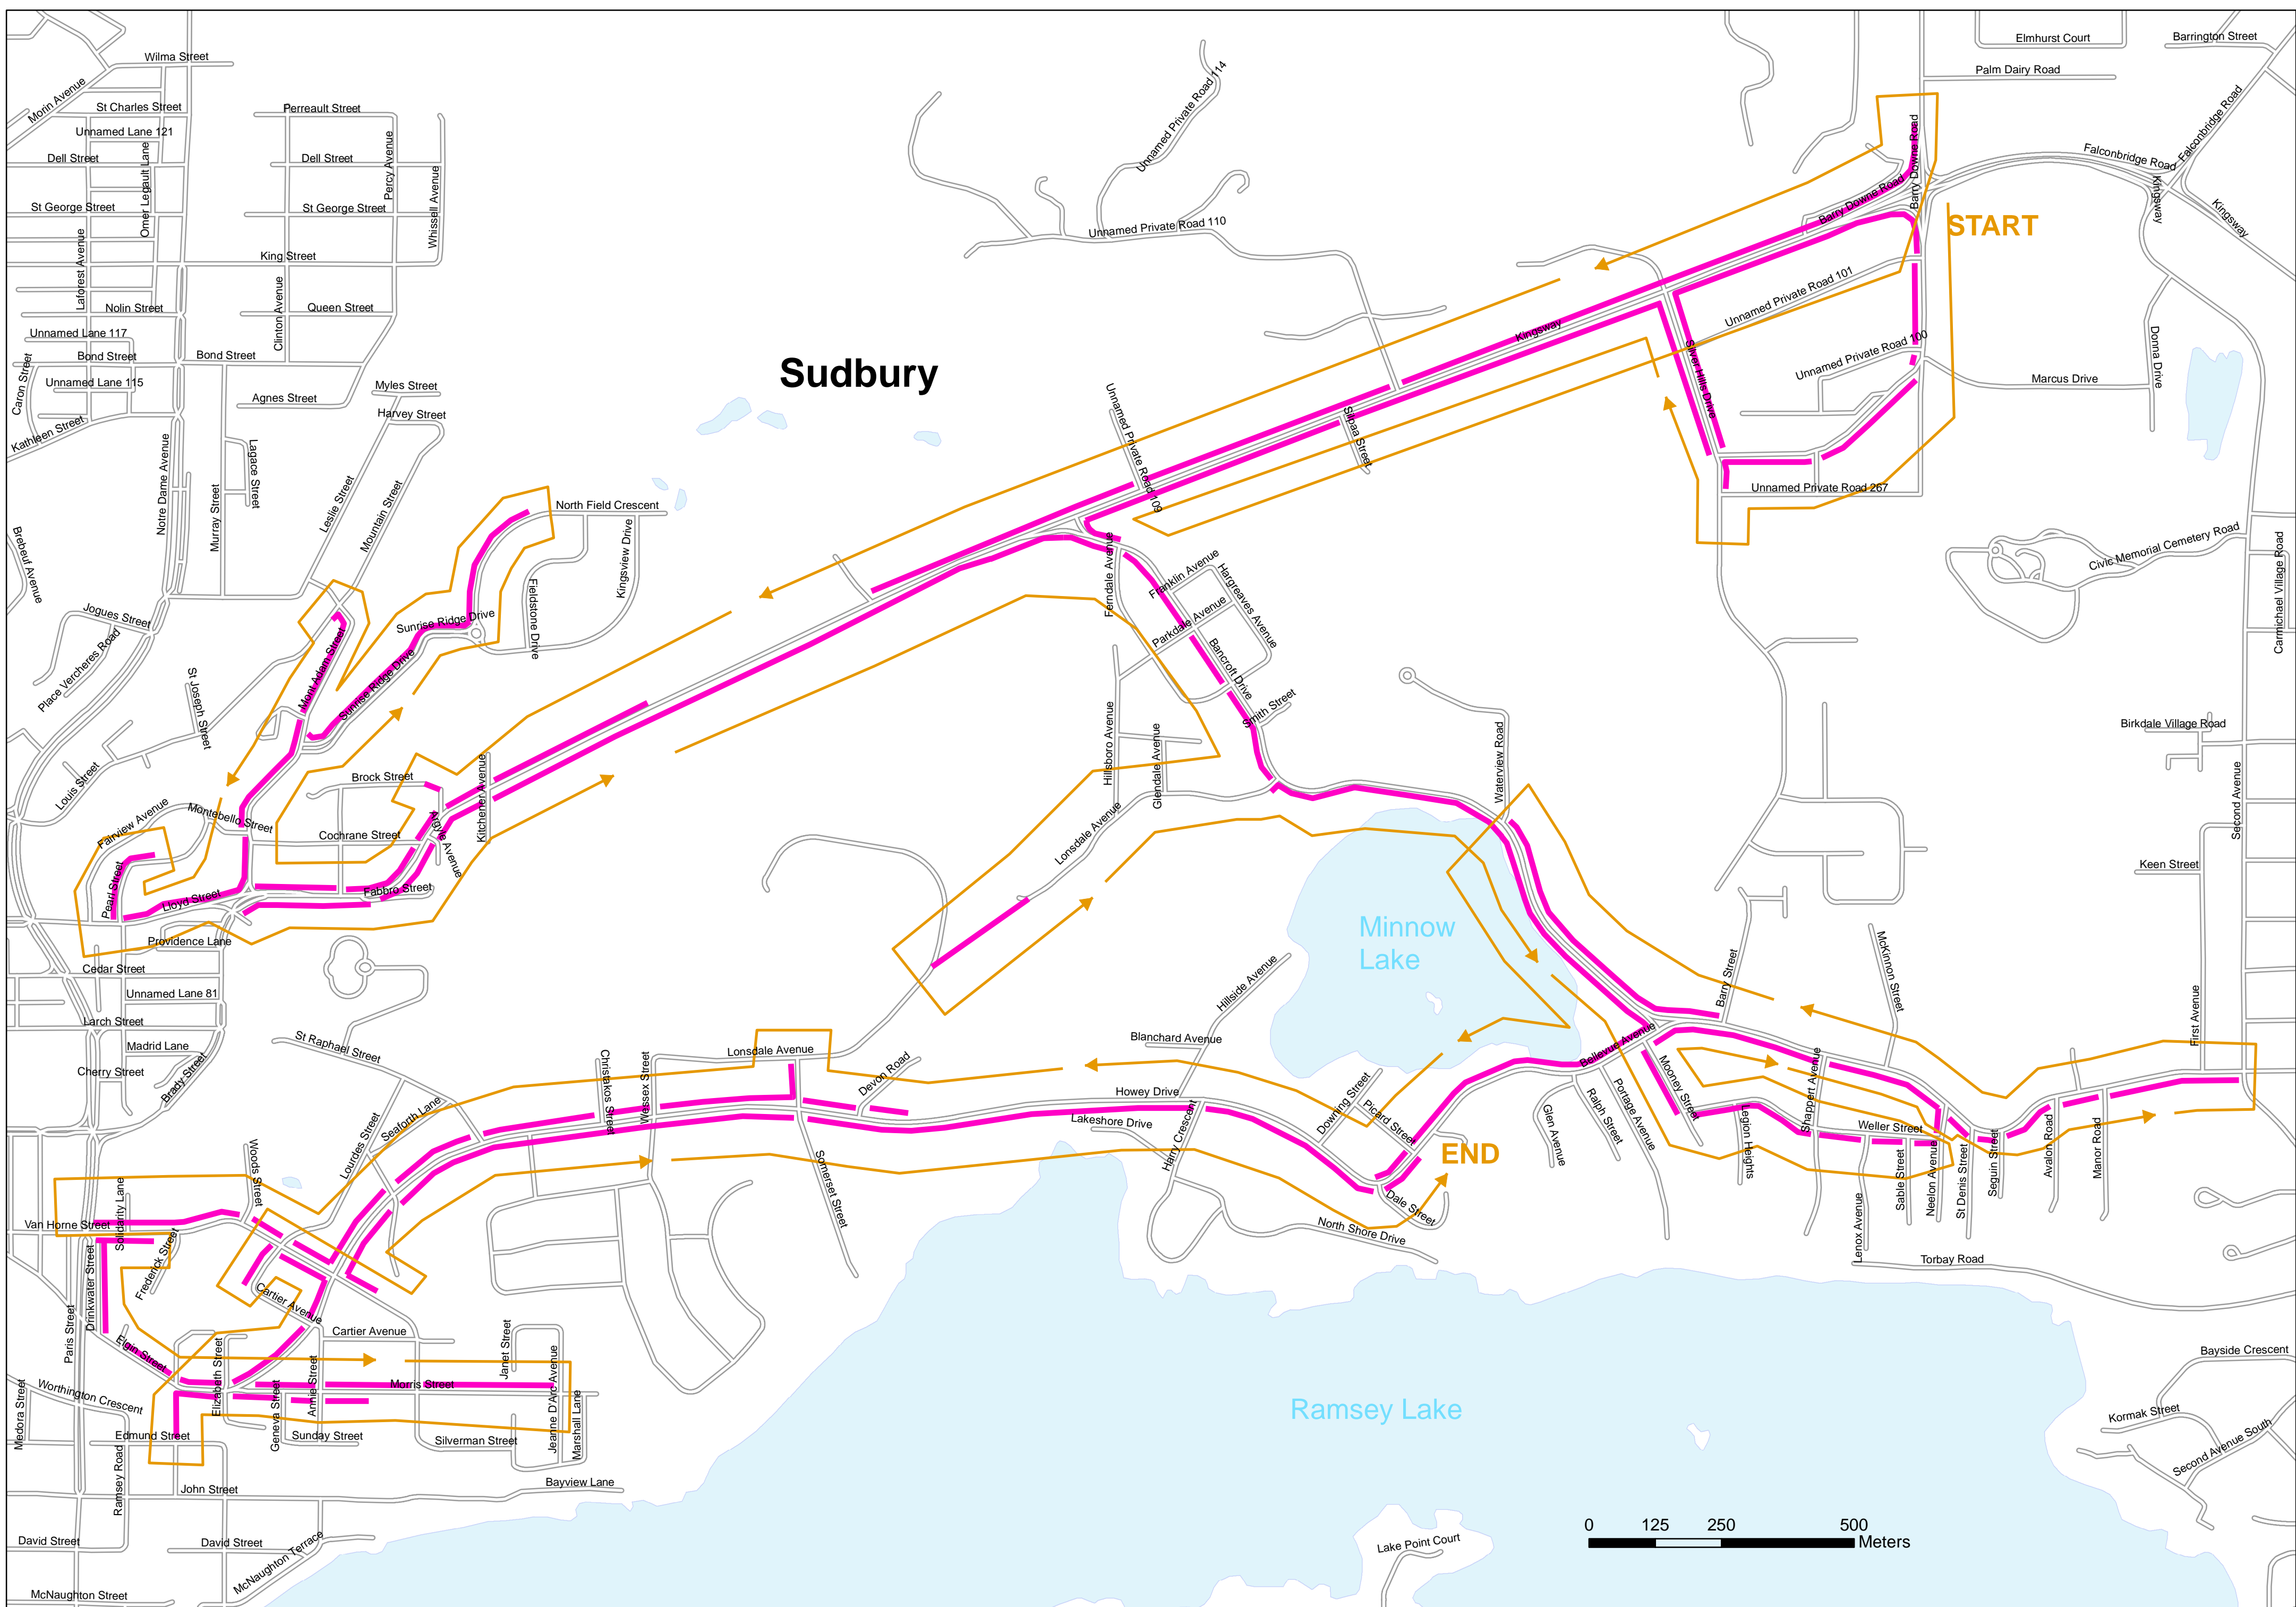 Elmhurst Court
Barrington Street
Wilma Street
Palm Dairy Road
Morin Avenue
Unnamed Private Road 114
St Charles Street
Perreault Street
Falconbridge Road
Unnamed Lane 121
Omer Legault Lane
Percy Avenue
Barry Downe Road
Dell Street
Dell Street
Falconbridge Road
Whissell Avenue
Kingsway
Kingsway
St George Street
St George Street
Barry Downe Road
START
Unnamed Private Road 110
Laforest Avenue
King Street
Clinton Avenue
Unnamed Private Road 101
Nolin Street
Queen Street
Kingsway
Unnamed Lane 117
Silver Hills Drive
Unnamed Private Road 100
Donna Drive
Bond Street
Bond Street
Caron Street
Sudbury
Unnamed Lane 115
Myles Street
Marcus Drive
Agnes Street
Harvey Street
Unnamed Private Road 109
Silpaa Street
Kathleen Street
Notre Dame Avenue
Lagace Street
Murray Street
Leslie Street
Mountain Street
Unnamed Private Road 267
North Field Crescent
Kingsview Drive
Brebeuf Avenue
Civic Memorial Cemetery Road
Carmichael Village Road
Ferndale Avenue
Franklin Avenue
Hargreaves Avenue
Jogues Street
Fieldstone Drive
Sunrise Ridge Drive
Parkdale Avenue
Place Vercheres Road
Mont Adam Street
Sunrise Ridge Drive
Bancroft Drive
St Joseph Street
Smith Street
Birkdale Village Road
Hillsboro Avenue
Glendale Avenue
Waterview Road
Louis Street
Brock Street
Kitchener Avenue
Second Avenue
Fairview Avenue
Montebello Street
Cochrane Street
Argyle Avenue
Lonsdale Avenue
Keen Street
Pearl Street
Lloyd Street
Fabbro Street
Minnow
Lake
Providence Lane
McKinnon Street
Cedar Street
Barry Street
Hillside Avenue
Unnamed Lane 81
First Avenue
Larch Street
St Raphael Street
Blanchard Avenue
Bellevue Avenue
Madrid Lane
Lonsdale Avenue
Christakos Street
Wessex Street
Devon Road
Cherry Street
Brady Street
Mooney Street
Shappert Avenue
Howey Drive
Downing Street
Picard Street
Portage Avenue
Ralph Street
Glen Avenue
Seaforth Lane
Lakeshore Drive
Harry Crescent
Legion Heights
Weller Street
Lourdes Street
Woods Street
END
Somerset Street
Sable Street
Neelon Avenue
St Denis Street
Seguin Street
Avalon Road
Manor Road
Solidarity Lane
Van Horne Street
Dale Street
North Shore Drive
Lenox Avenue
Torbay Road
Drinkwater Street
Frederick Street
Cartier Avenue
Paris Street
Cartier Avenue
Elgin Street
Janet Street
Jeanne D'Arc Avenue
Bayside Crescent
Elizabeth Street
Geneva Street
Annie Street
Morris Street
Marshall Lane
Medora Street
Worthington Crescent
Ramsey Lake
Kormak Street
Edmund Street
Sunday Street
Silverman Street
Second Avenue South
Ramsey Road
John Street
Bayview Lane
0 125 250 500
Meters
David Street
David Street
McNaughton Terrace
Lake Point Court
McNaughton Street